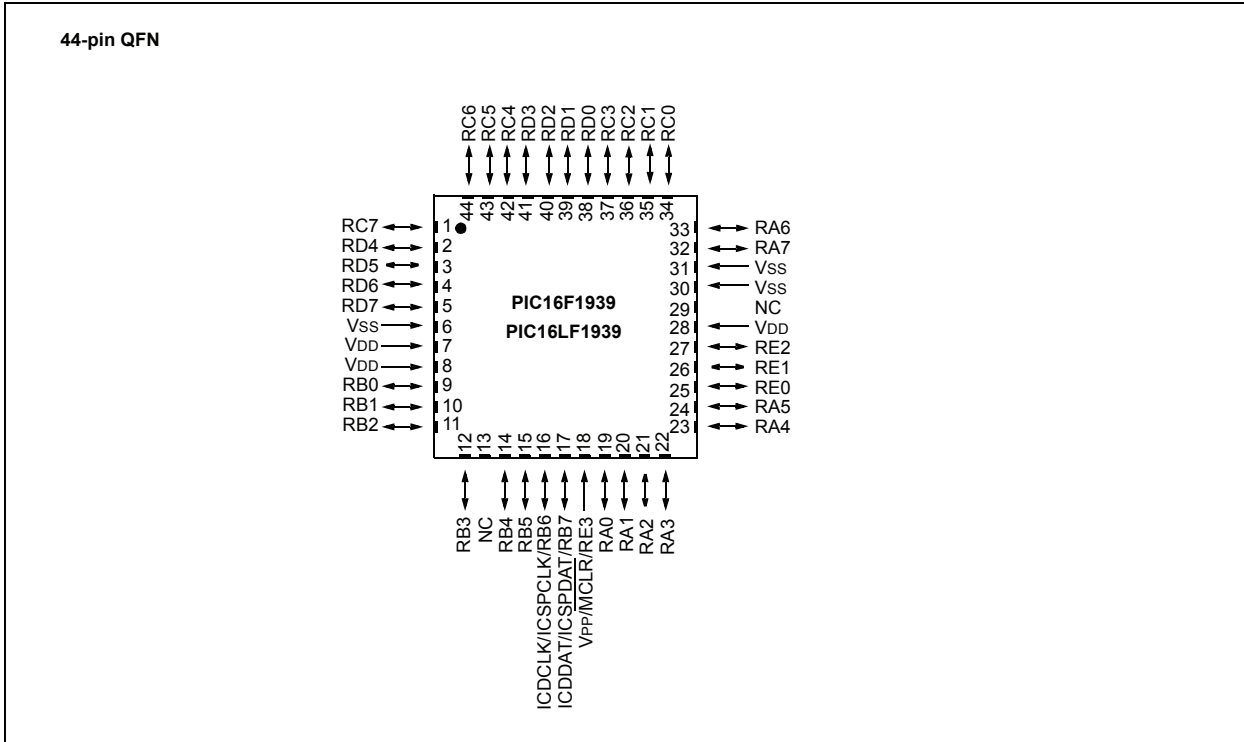 44-pin QFN
RC6
RC5
RC4
RD3
RD2
RD1
RD0
RC3
RC2
RC1
RC0
44
43
42
41
40
39
38
37
36
35
34
RC7 1
RD4 2
RD5 3
RD6 4
RD7 5
VSS 6
VDD 7
VDD 8
RB0 9
RB1 10
RB2 11
PIC16F1939
PIC16LF1939
33 RA6
32 RA7
31 VSS
30 VSS
29 NC
28 VDD
27 RE2
26 RE1
25 RE0
24 RA5
23 RA4
12
13
14
15
16
17
18
19
20
21
22
RB3
NC
RB4
RB5
ICDCLK/ICSPCLK/RB6
ICDDAT/ICSPDAT/RB7
VPP/MCLR/RE3
RA0
RA1
RA2
RA3